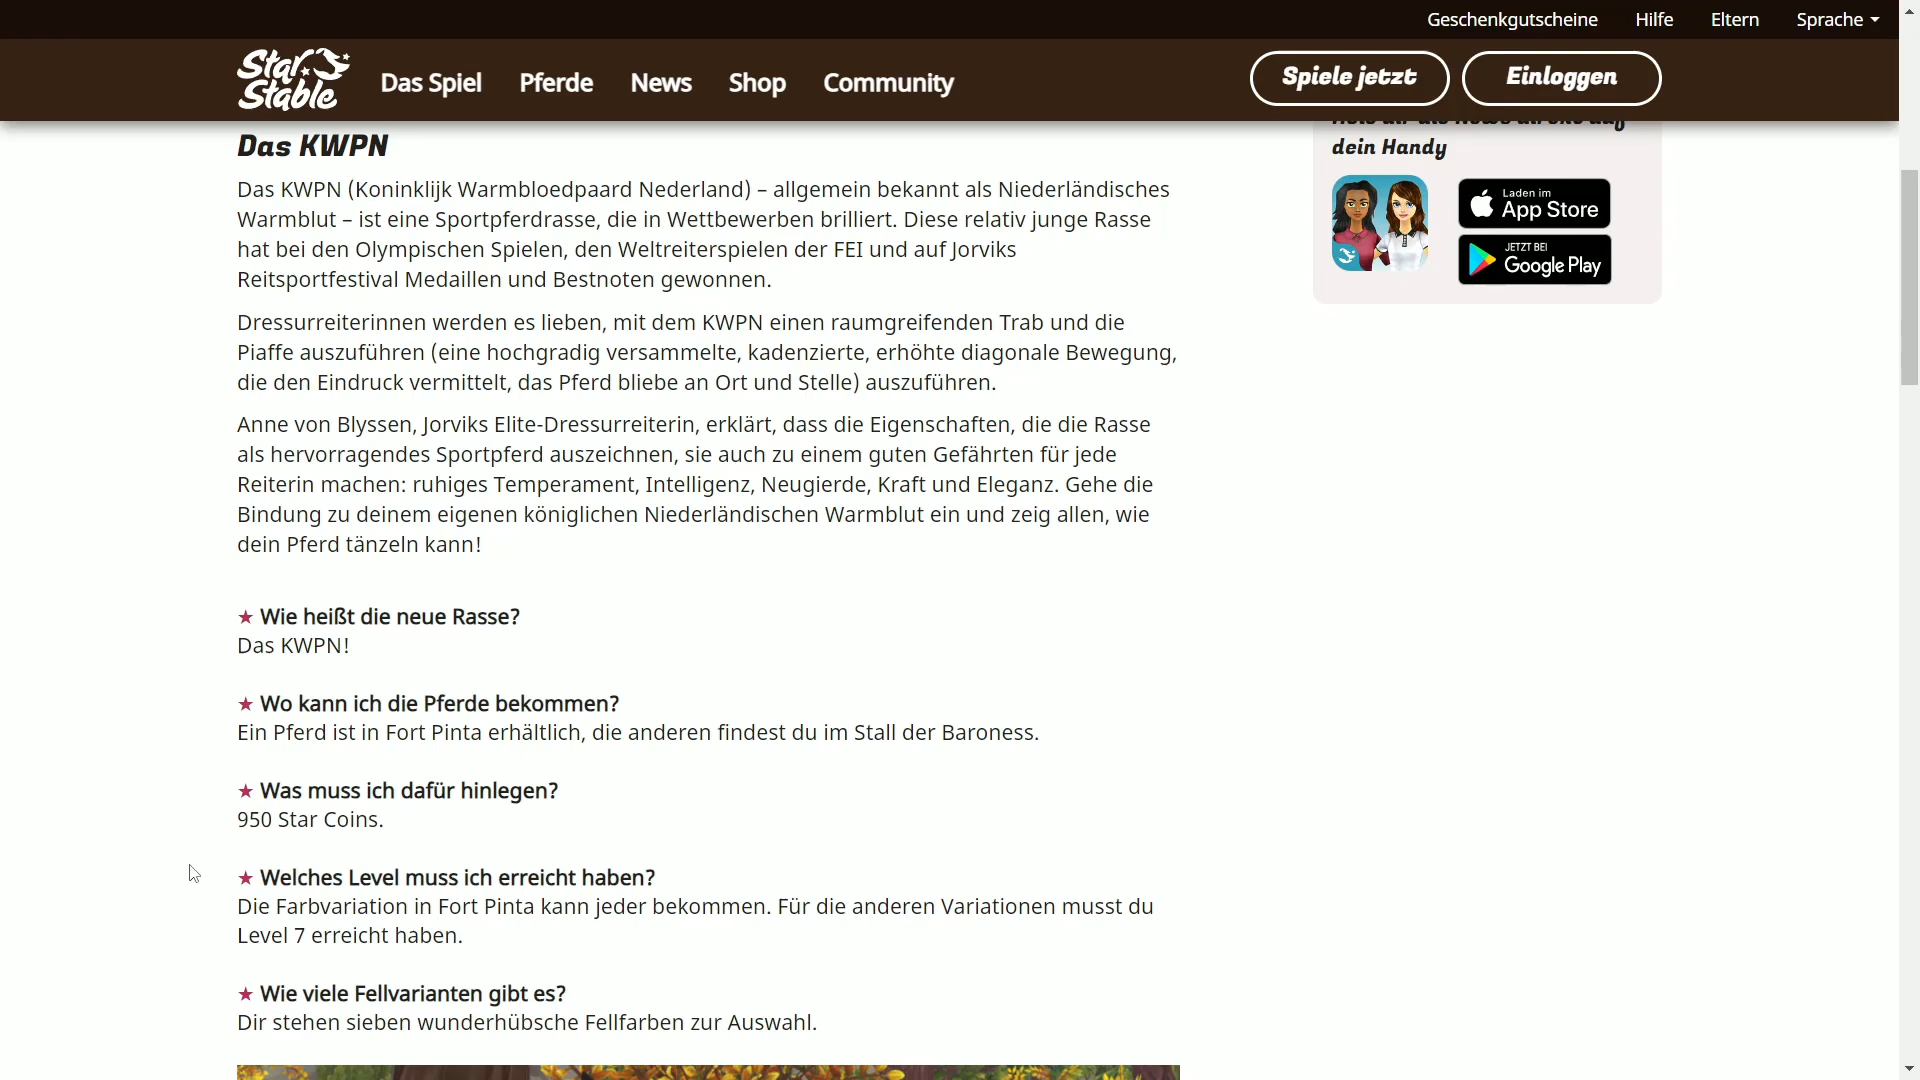 Geschenkgutscheine Hilfe Eltern Sprache
Star Stable
Das Spiel Pferde News Shop Community
Spiele jetzt Einloggen
Das KWPN
Das KWPN (Koninklijk Warmbloedpaard Nederland) – allgemein bekannt als Niederländisches
Warmblut – ist eine Sportpferdrasse, die in Wettbewerben brilliert. Diese relativ junge Rasse
hat bei den Olympischen Spielen, den Weltreiterspielen der FEI und auf Jorviks
Reitsportfestival Medaillen und Bestnoten gewonnen.
Dressurreiterinnen werden es lieben, mit dem KWPN einen raumgreifenden Trab und die
Piaffe auszuführen (eine hochgradig versammelte, kadenzierte, erhöhte diagonale Bewegung,
die den Eindruck vermittelt, das Pferd bliebe an Ort und Stelle) auszuführen.
Anne von Blyssen, Jorviks Elite-Dressurreiterin, erklärt, dass die Eigenschaften, die die Rasse
als hervorragendes Sportpferd auszeichnen, sie auch zu einem guten Gefährten für jede
Reiterin machen: ruhiges Temperament, Intelligenz, Neugierde, Kraft und Eleganz. Gehe die
Bindung zu deinem eigenen königlichen Niederländischen Warmblut ein und zeig allen, wie
dein Pferd tänzeln kann!
★ Wie heißt die neue Rasse?
Das KWPN!
★ Wo kann ich die Pferde bekommen?
Ein Pferd ist in Fort Pinta erhältlich, die anderen findest du im Stall der Baroness.
★ Was muss ich dafür hinlegen?
950 Star Coins.
★ Welches Level muss ich erreicht haben?
Die Farbvariation in Fort Pinta kann jeder bekommen. Für die anderen Variationen musst du
Level 7 erreicht haben.
★ Wie viele Fellvarianten gibt es?
Dir stehen sieben wunderhübsche Fellfarben zur Auswahl.
dein Handy
Laden im
App Store
JETZT BEI
Google Play